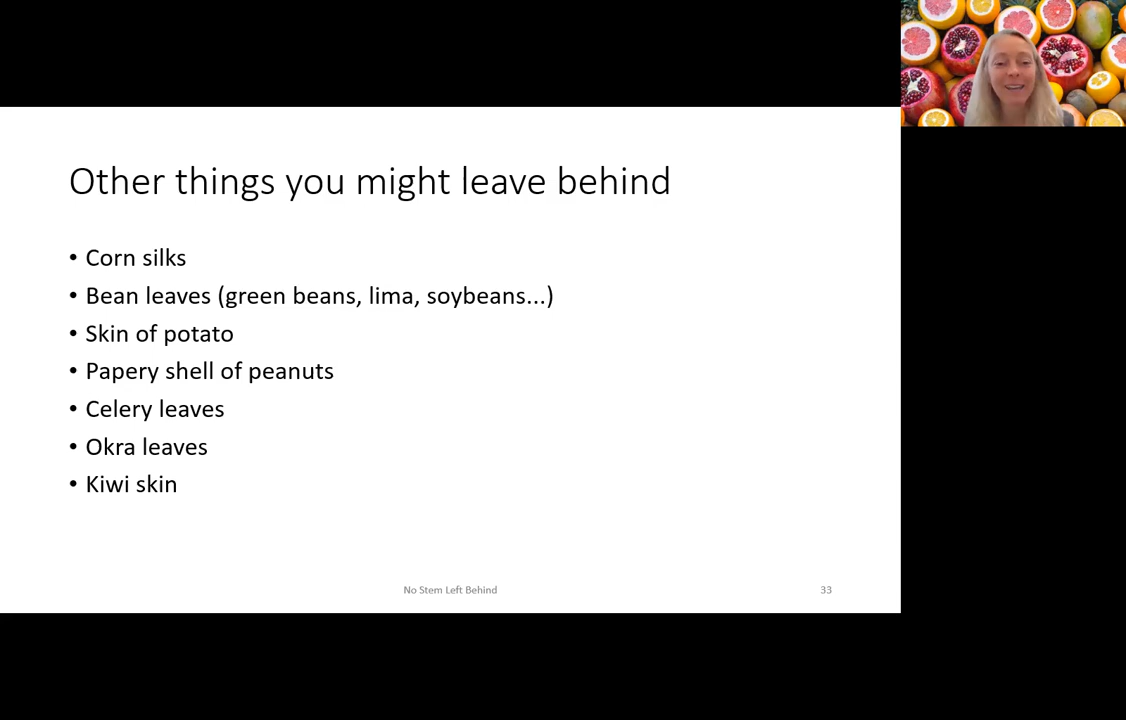 Other things you might leave behind
• Corn silks
• Bean leaves (green beans, lima, soybeans...)
• Skin of potato
• Papery shell of peanuts
• Celery leaves
• Okra leaves
• Kiwi skin
No Stem Left Behind
33